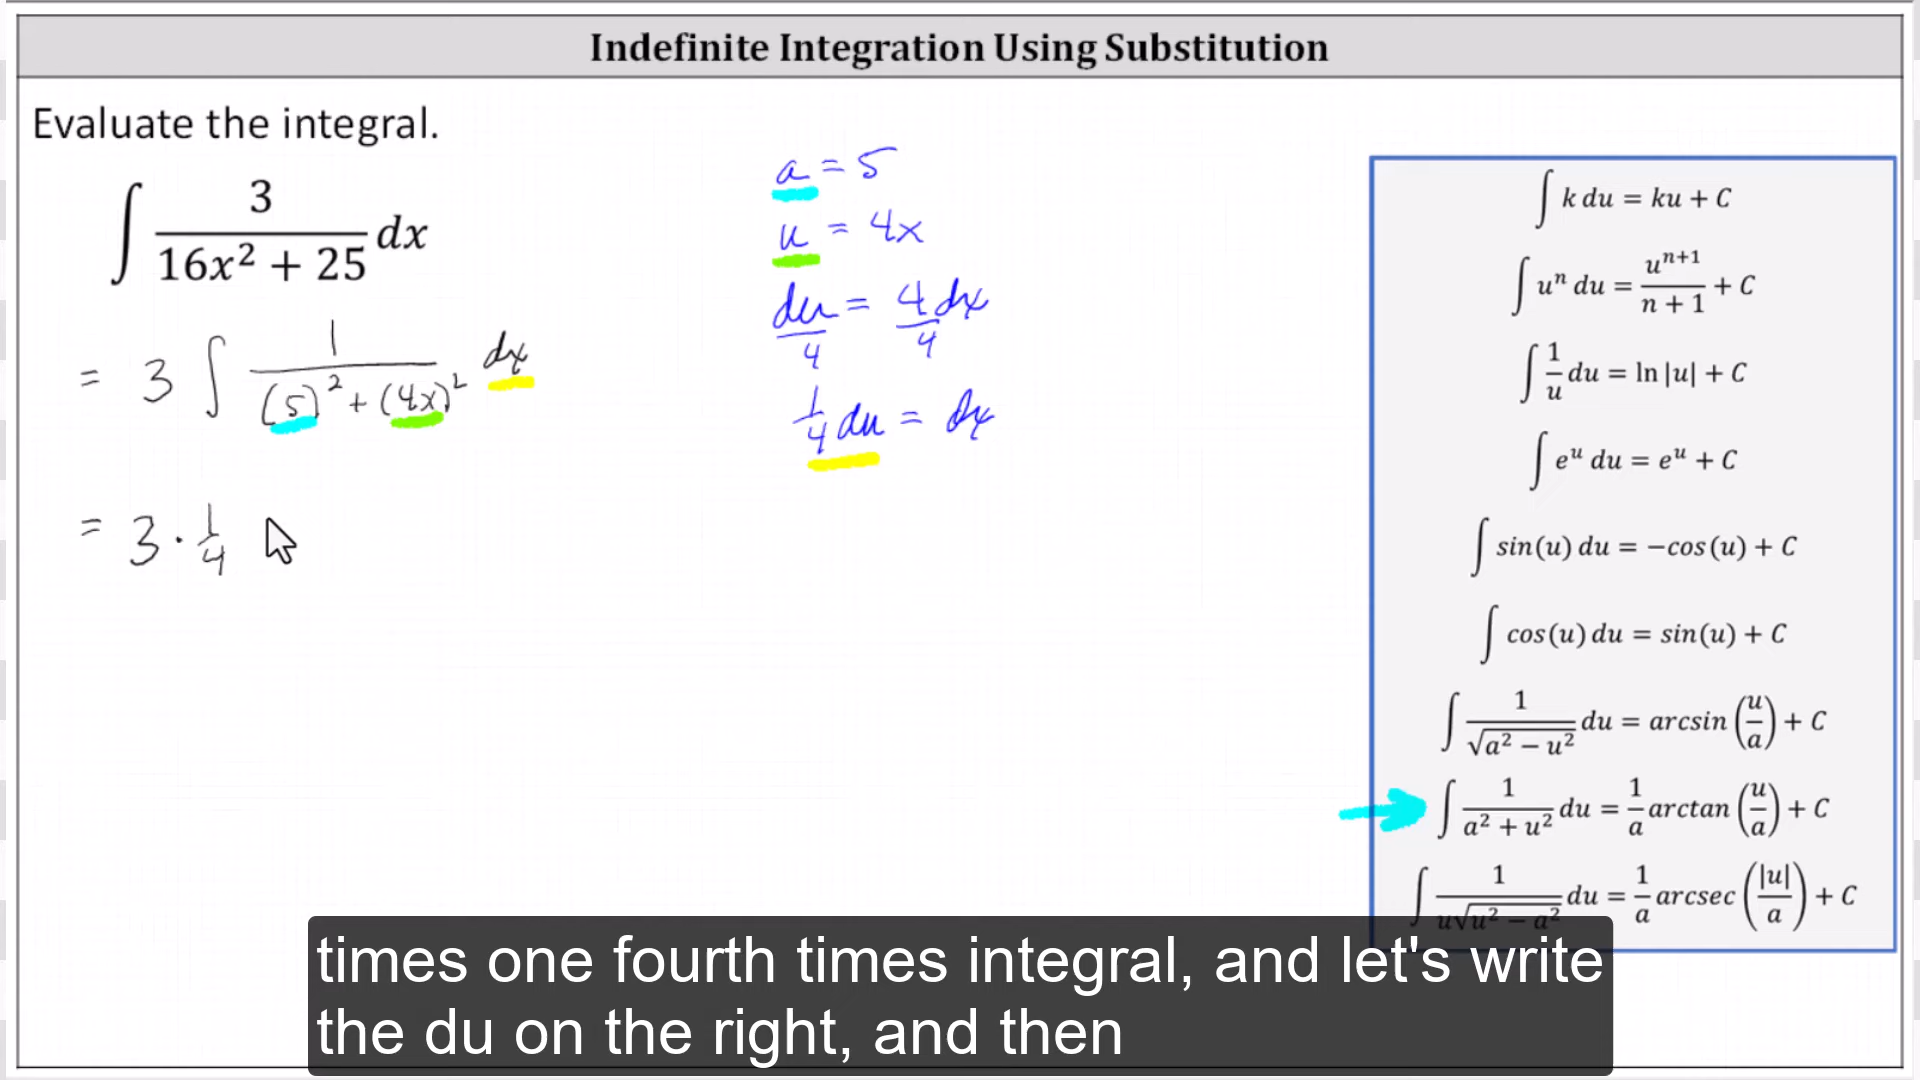 Indefinite Integration Using Substitution
Evaluate the integral.
∫ 3/(16x² + 25) dx
= 3 ∫ 1/((5)² + (4x)²) dx
= 3 · 1/4
a = 5
u = 4x
du/4 = 4dx/4
1/4 du = dx
∫ k du = ku + C
∫ uⁿ du = uⁿ⁺¹/(n + 1) + C
∫ 1/u du = ln|u| + C
∫ eᵘ du = eᵘ + C
∫ sin(u) du = −cos(u) + C
∫ cos(u) du = sin(u) + C
∫ 1/√(a² − u²) du = arcsin(u/a) + C
∫ 1/(a² + u²) du = 1/a arctan(u/a) + C
∫ 1/(u√(u² − a²)) du = 1/a arcsec(|u|/a) + C
times one fourth times integral, and let's write
the du on the right, and then